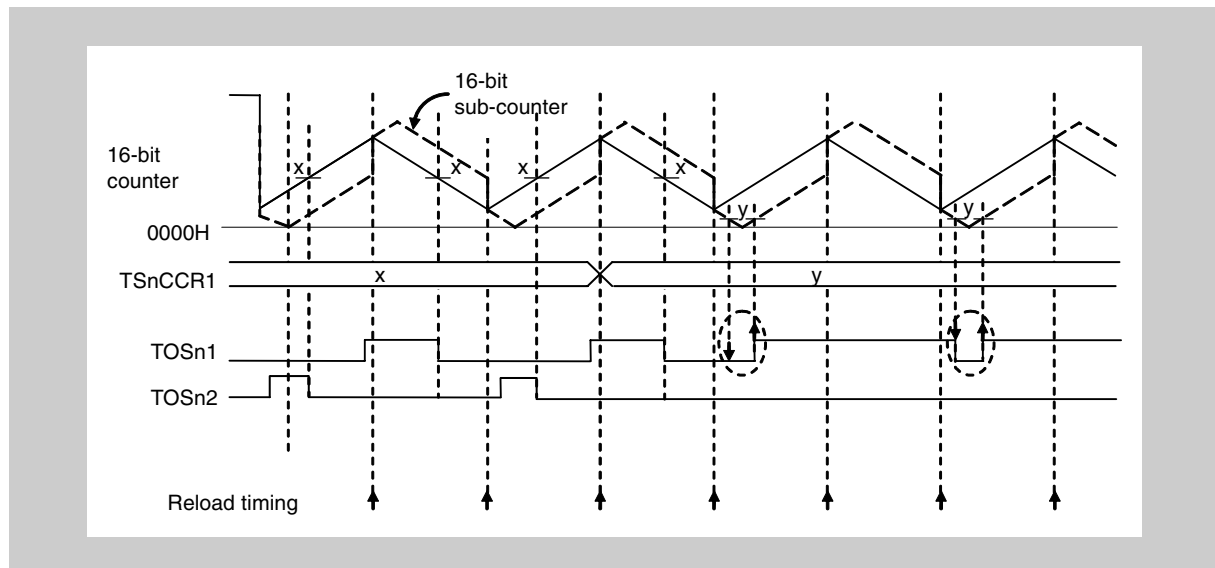 16-bit
sub-counter
16-bit
counter
x
x
x
x
y
y
0000H
TSnCCR1
x
y
TOSn1
TOSn2
Reload timing